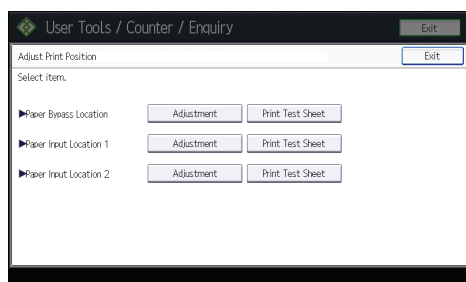 User Tools / Counter / Enquiry Exit
Adjust Print Position Exit
Select item.
▶Paper Bypass Location Adjustment Print Test Sheet
▶Paper Input Location 1 Adjustment Print Test Sheet
▶Paper Input Location 2 Adjustment Print Test Sheet